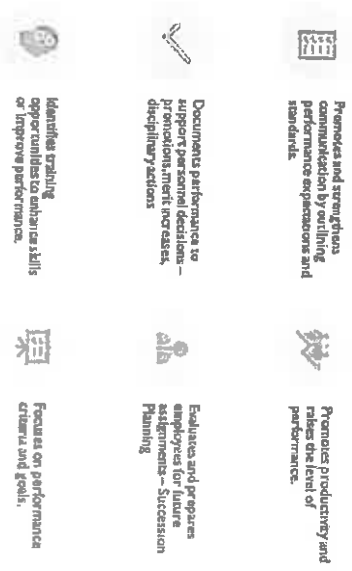 Promotes and strengthens
communication by outlining
performance expectations and
standards.
Promotes productivity and
raises the level of
performance.
Documents performance to
support personnel decisions –
promotions, merit increases,
disciplinary actions
Evaluates and prepares
employees for future
assignments – Succession
Planning
Identifies training
opportunities to enhance skills
or improve performance.
Focuses on performance
criteria and goals.